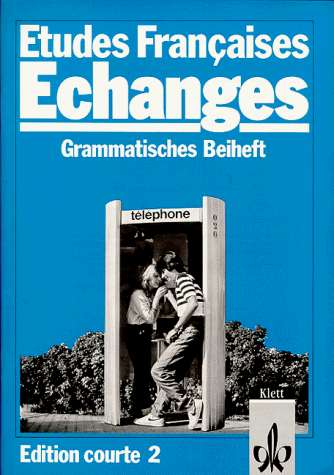 Etudes Françaises
Echanges
Grammatisches Beiheft
téléphone
Klett
Edition courte 2